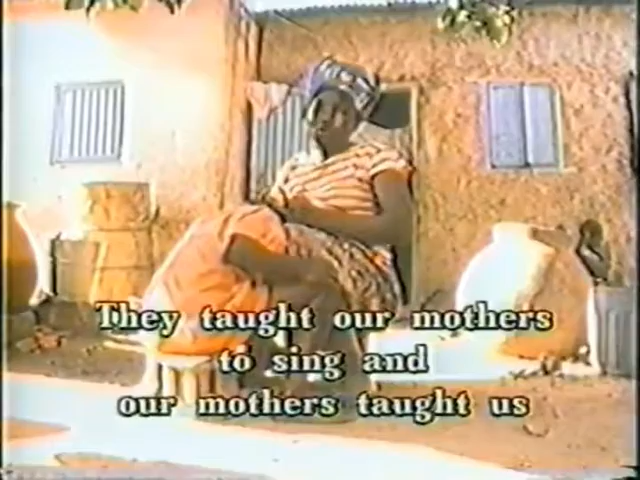 They taught our mothers
to sing and
our mothers taught us